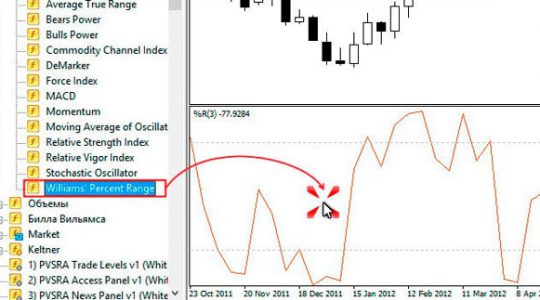 Average True Range
Bears Power
Bulls Power
Commodity Channel Index
DeMarker
Force Index
MACD
Momentum
Moving Average of Oscillat
Relative Strength Index
Relative Vigor Index
Stochastic Oscillator
Williams' Percent Range
Объемы
Билла Вильямса
Market
Keltner
1) PVSRA Trade Levels v1 (White
2) PVSRA Access Panel v1 (Whit
3) PVSRA News Panel v1 (White
%R(3) -77.9284
23 Oct 2011 20 Nov 2011 18 Dec 2011 15 Jan 2012 12 Feb 2012 11 Mar 2012 8 Apr